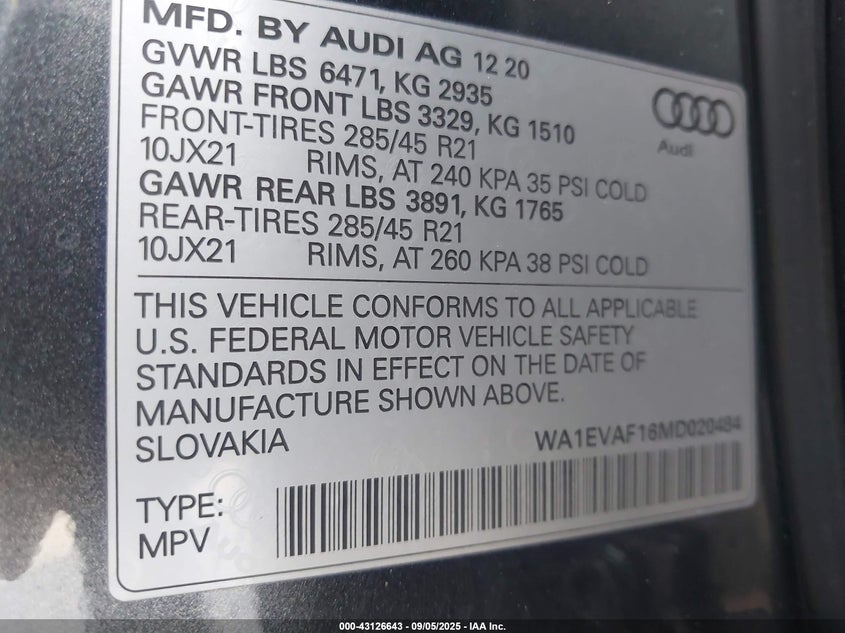 MFD. BY AUDI AG 12 20
GVWR LBS 6471, KG 2935
GAWR FRONT LBS 3329, KG 1510
FRONT-TIRES 285/45 R21
10JX21 RIMS, AT 240 KPA 35 PSI COLD
GAWR REAR LBS 3891, KG 1765
REAR-TIRES 285/45 R21
10JX21 RIMS, AT 260 KPA 38 PSI COLD
Audi
THIS VEHICLE CONFORMS TO ALL APPLICABLE
U.S. FEDERAL MOTOR VEHICLE SAFETY
STANDARDS IN EFFECT ON THE DATE OF
MANUFACTURE SHOWN ABOVE.
SLOVAKIA WA1EVAF16MD020484
TYPE:
MPV
000-43126643 - 09/05/2025 - IAA Inc.